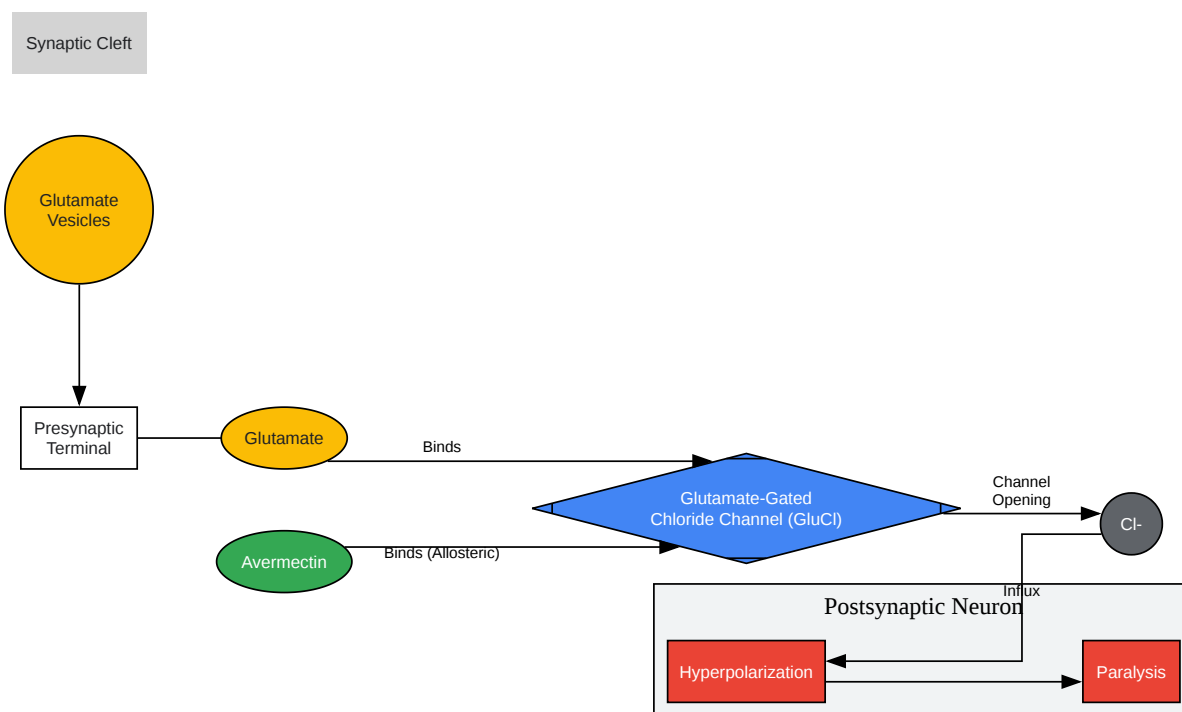 Synaptic Cleft
Glutamate
Vesicles
Presynaptic
Terminal
Glutamate
Binds
Glutamate-Gated
Chloride Channel (GluCl)
Channel
Opening
Cl-
Avermectin
Binds (Allosteric)
Influx
Postsynaptic Neuron
Hyperpolarization
Paralysis